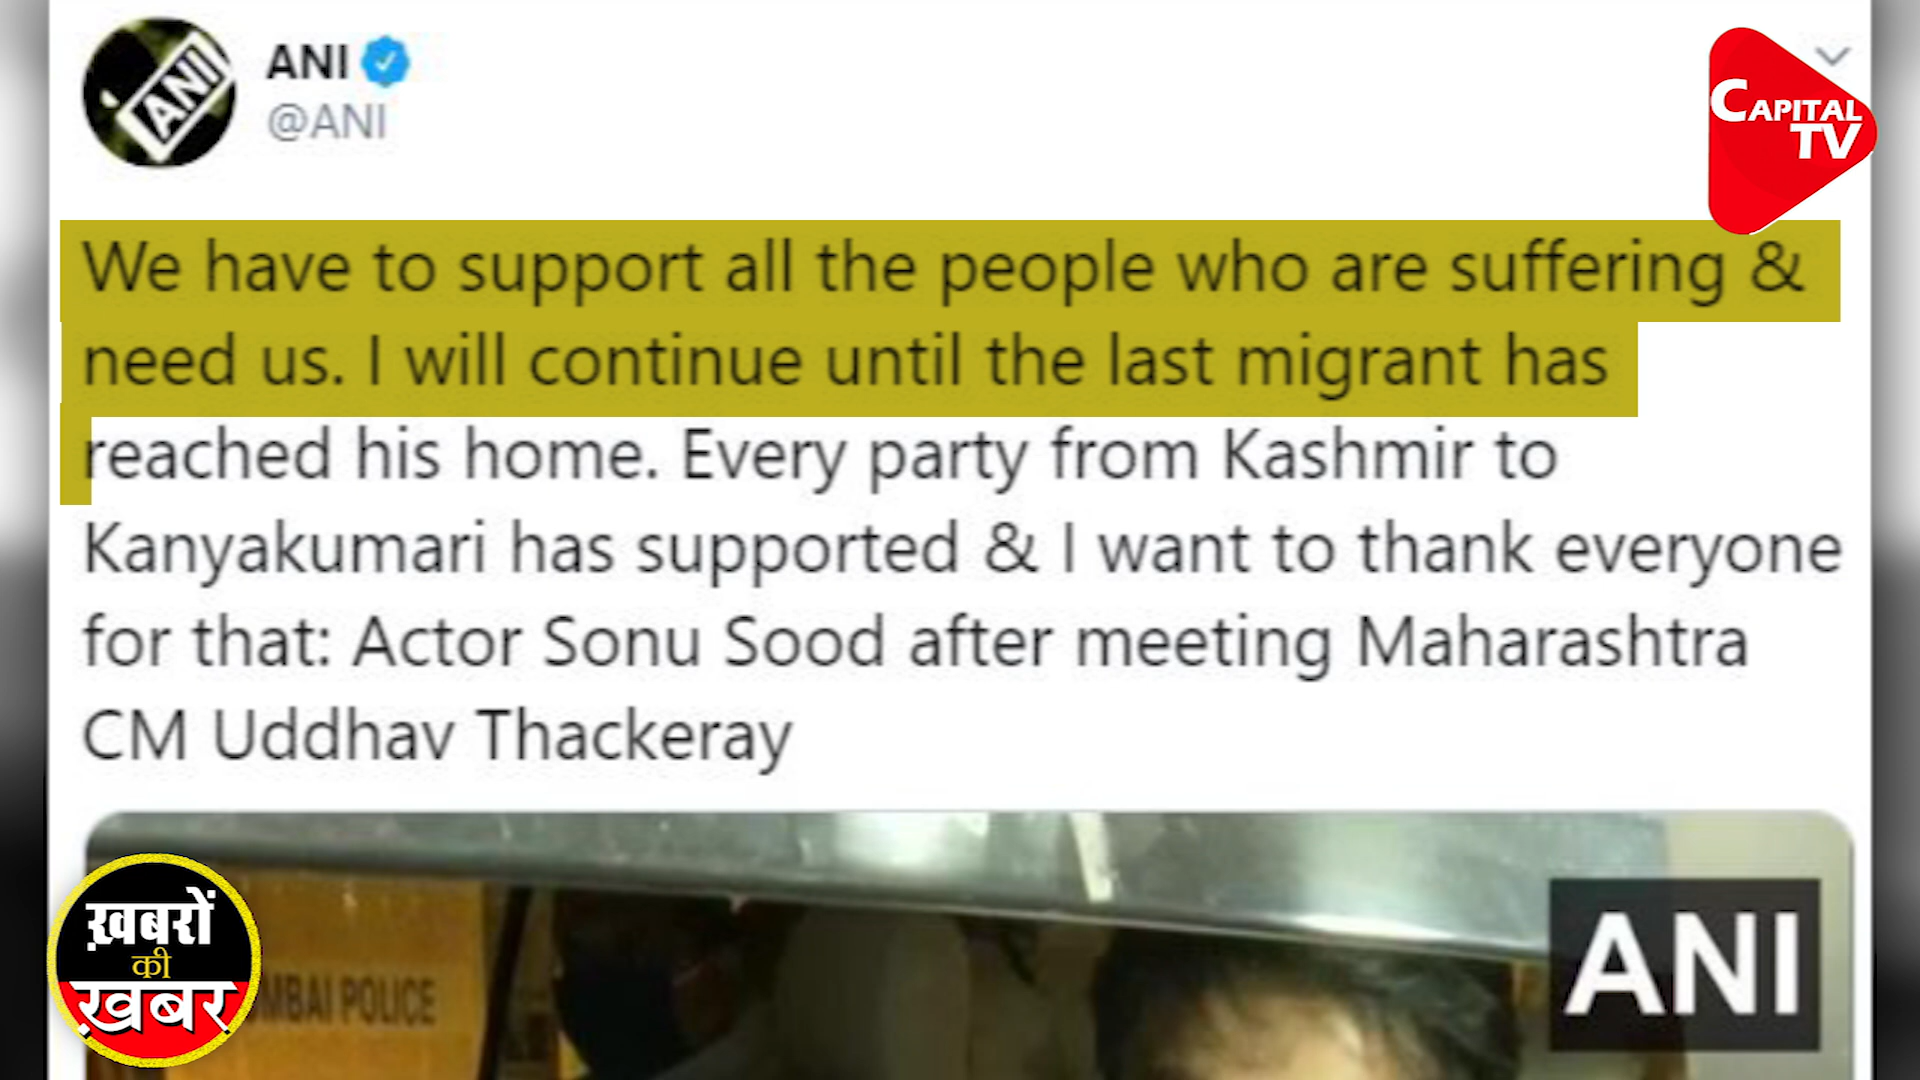 ANI
ANI
@ANI
CAPITAL
TV
We have to support all the people who are suffering &
need us. I will continue until the last migrant has
reached his home. Every party from Kashmir to
Kanyakumari has supported & I want to thank everyone
for that: Actor Sonu Sood after meeting Maharashtra
CM Uddhav Thackeray
ANI
ख़बरों
की
ख़बर
MBAI POLICE